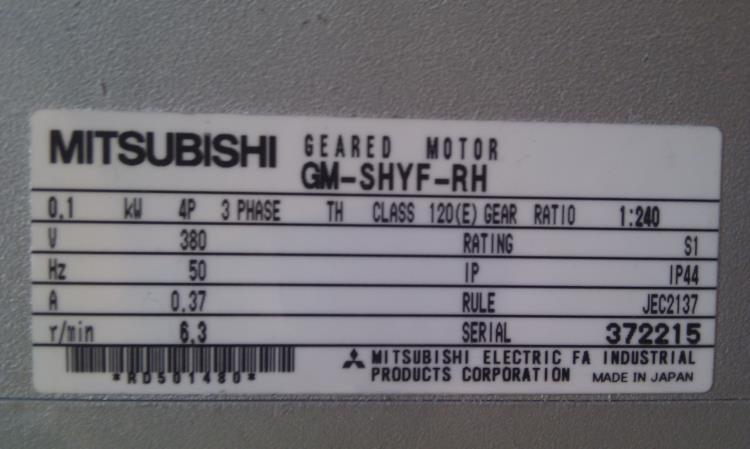 MITSUBISHI GEARED MOTOR
GM-SHYF-RH
0.1 kW 4P 3 PHASE TH CLASS 120(E) GEAR RATIO 1:240
V 380 RATING S1
Hz 50 IP IP44
A 0.37 RULE JEC2137
r/min 6.3 SERIAL 372215
*RD501480*
MITSUBISHI ELECTRIC FA INDUSTRIAL
PRODUCTS CORPORATION MADE IN JAPAN